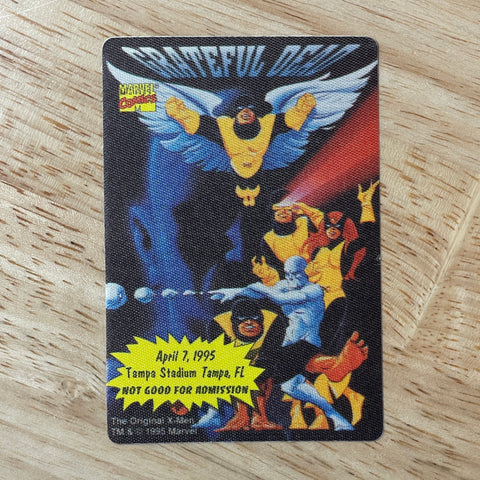 GRATEFUL DEAD
MARVEL
COMICS
M
April 7, 1995
Tampa Stadium Tampa, FL
NOT GOOD FOR ADMISSION
The Original X-Men
TM & © 1995 Marvel